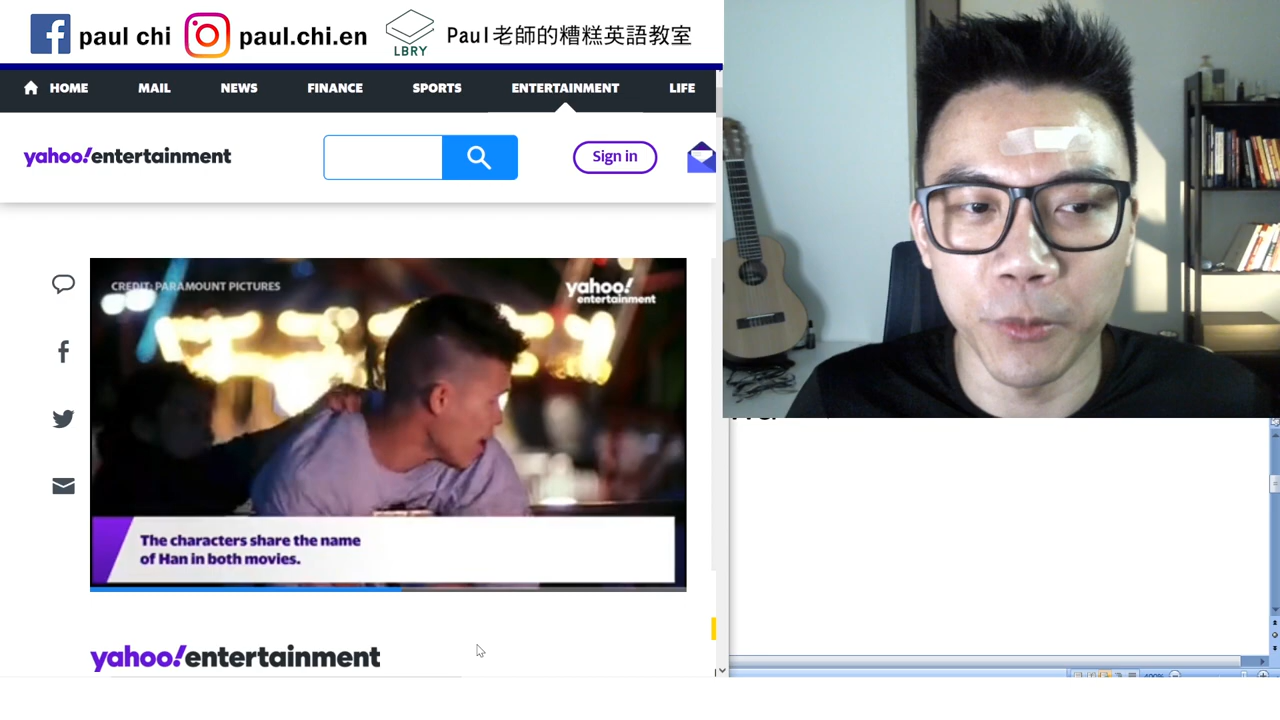 paul chi
paul.chi.en
LBRY
Paul老師的糟糕英語教室
HOME
MAIL
NEWS
FINANCE
SPORTS
ENTERTAINMENT
LIFE
yahoo!entertainment
Sign in
CREDIT: PARAMOUNT PICTURES
yahoo!
entertainment
The characters share the name
of Han in both movies.
yahoo!entertainment
400%